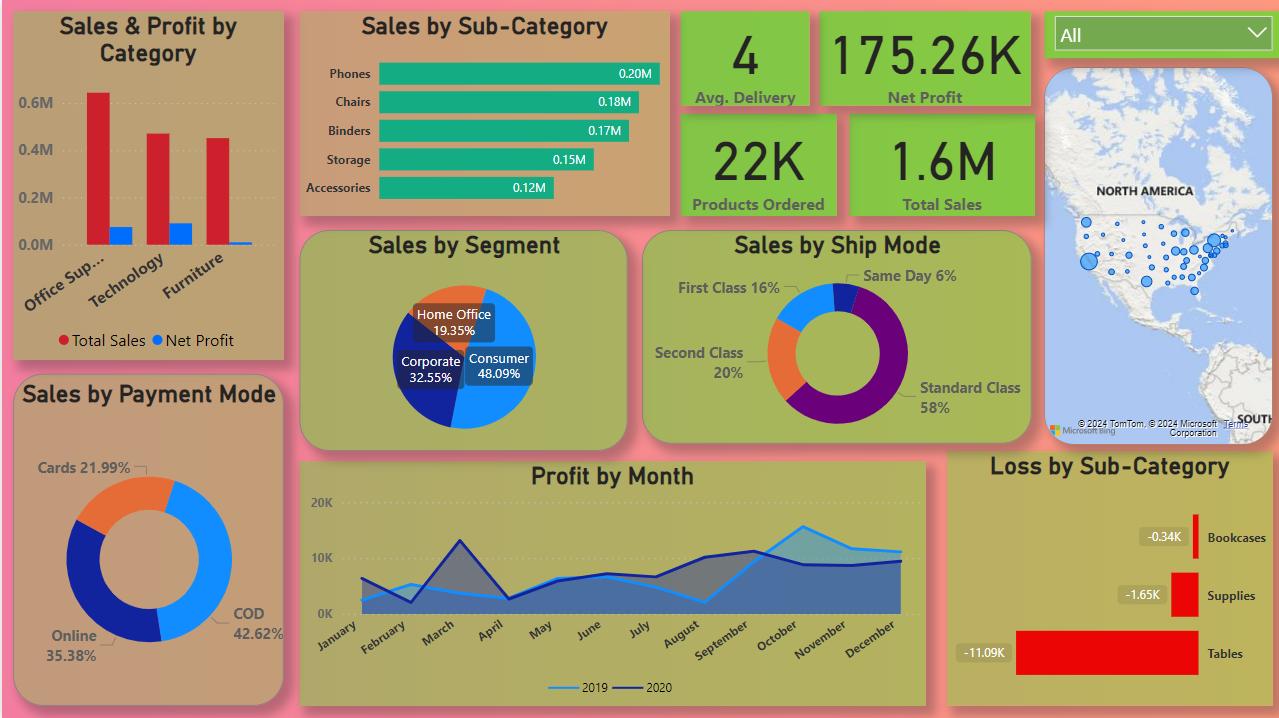 Sales & Profit by
Category
0.6M
0.4M
0.2M
0.0M
Office Sup...
Technology
Furniture
Total Sales
Net Profit
Sales by Sub-Category
Phones
0.20M
Chairs
0.18M
Binders
0.17M
Storage
0.15M
Accessories
0.12M
4
Avg. Delivery
175.26K
Net Profit
22K
Products Ordered
1.6M
Total Sales
All
NORTH AMERICA
SOUTH
Microsoft Bing
© 2024 TomTom, © 2024 Microsoft
Corporation
Terms
Sales by Segment
Home Office
19.35%
Corporate
32.55%
Consumer
48.09%
Sales by Ship Mode
Same Day 6%
First Class 16%
Second Class
20%
Standard Class
58%
Sales by Payment Mode
Cards 21.99%
COD
42.62%
Online
35.38%
Profit by Month
20K
10K
0K
January
February
March
April
May
June
July
August
September
October
November
December
2019
2020
Loss by Sub-Category
-0.34K
Bookcases
-1.65K
Supplies
-11.09K
Tables